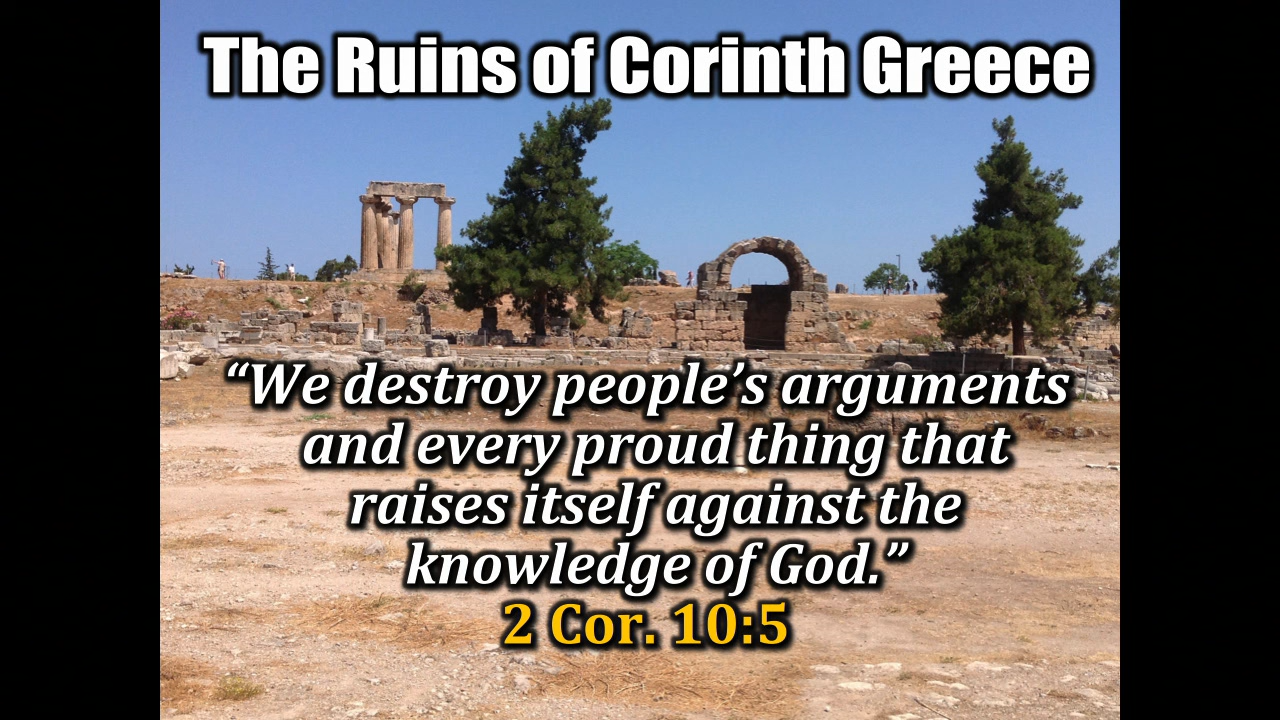 The Ruins of Corinth Greece
“We destroy people’s arguments
and every proud thing that
raises itself against the
knowledge of God.”
2 Cor. 10:5